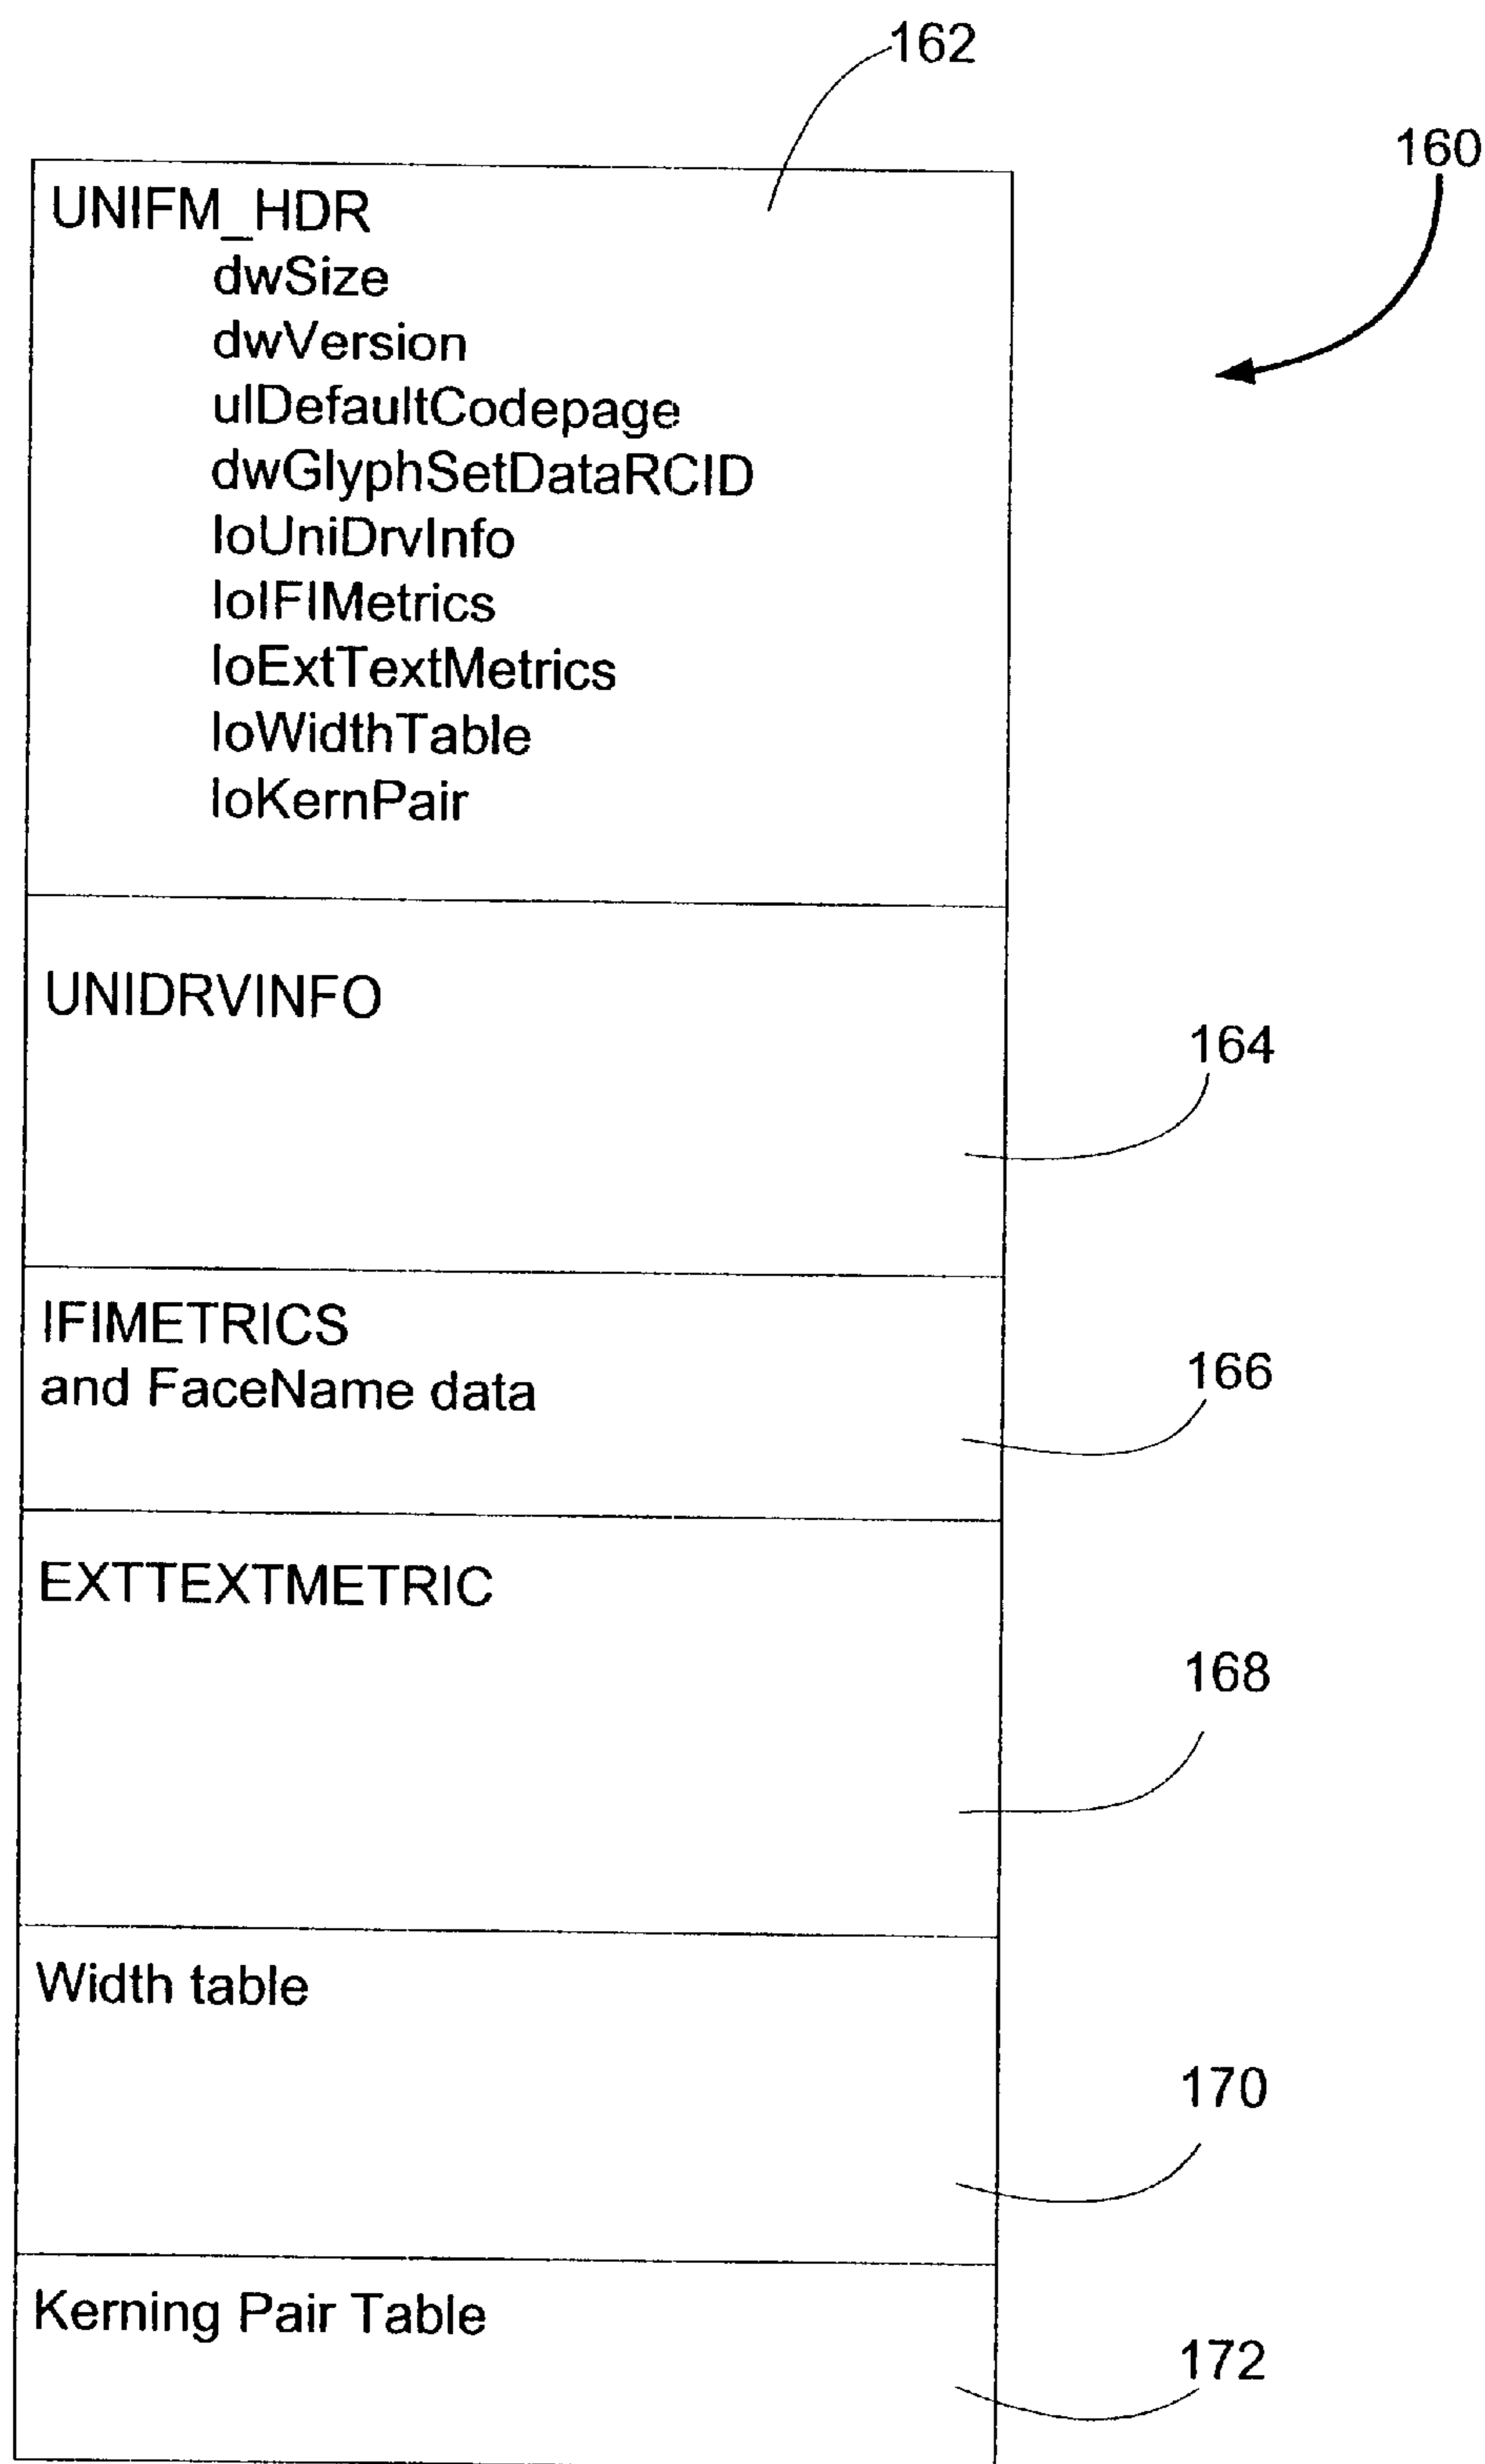 162
160
UNIFM_HDR
dwSize
dwVersion
ulDefaultCodepage
dwGlyphSetDataRCID
loUniDrvInfo
loIFIMetrics
loExtTextMetrics
loWidthTable
loKernPair
UNIDRVINFO
164
IFIMETRICS
and FaceName data
166
EXTTEXTMETRIC
168
Width table
170
Kerning Pair Table
172